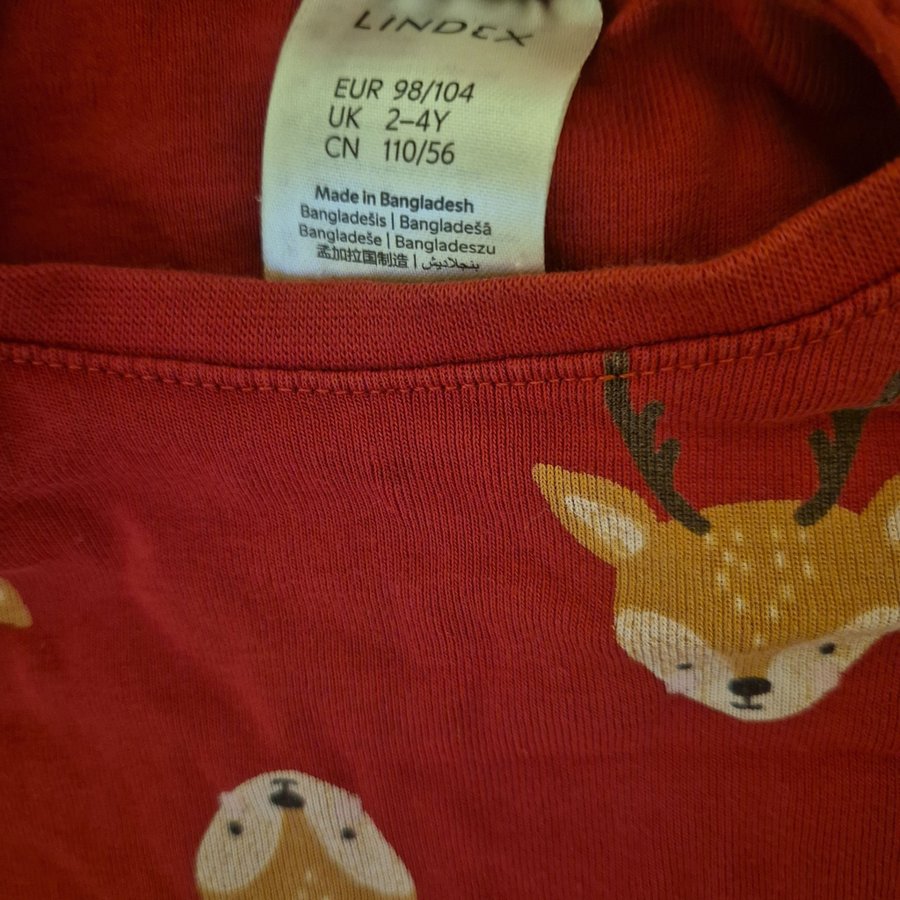 LINDEX
EUR 98/104
UK 2–4Y
CN 110/56
Made in Bangladesh
Bangladešis | Bangladešā
Bangladeše | Bangladeszu
孟加拉国制造 | بنجلاديش